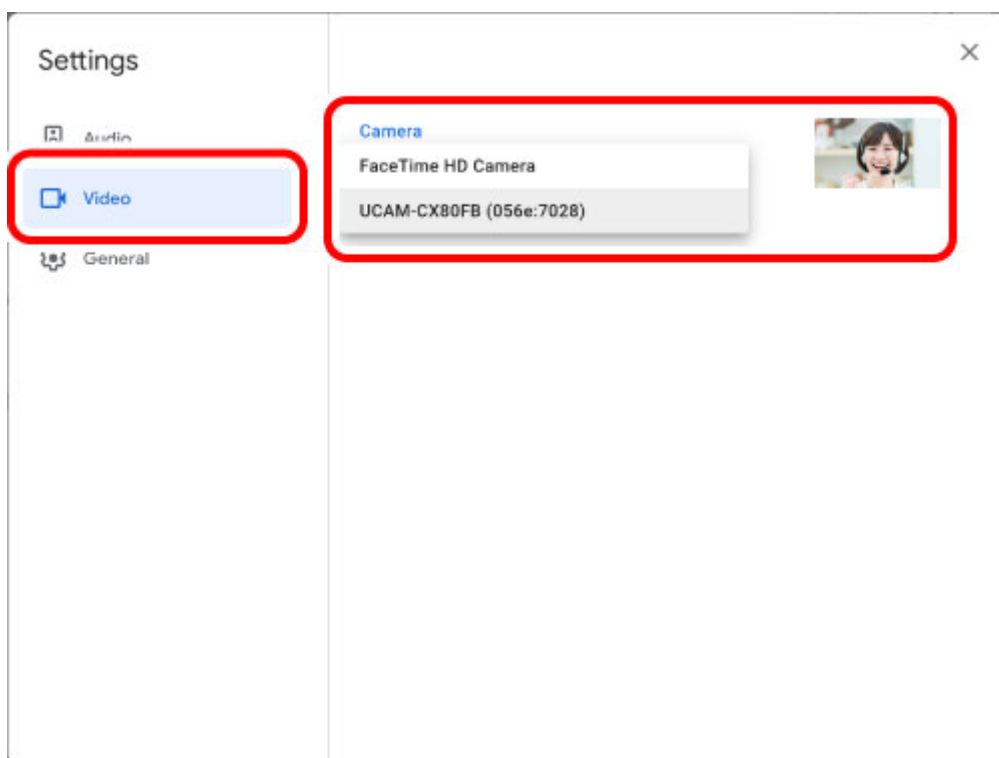 Settings
Audio
Video
General
Camera
FaceTime HD Camera
UCAM-CX80FB (056e:7028)